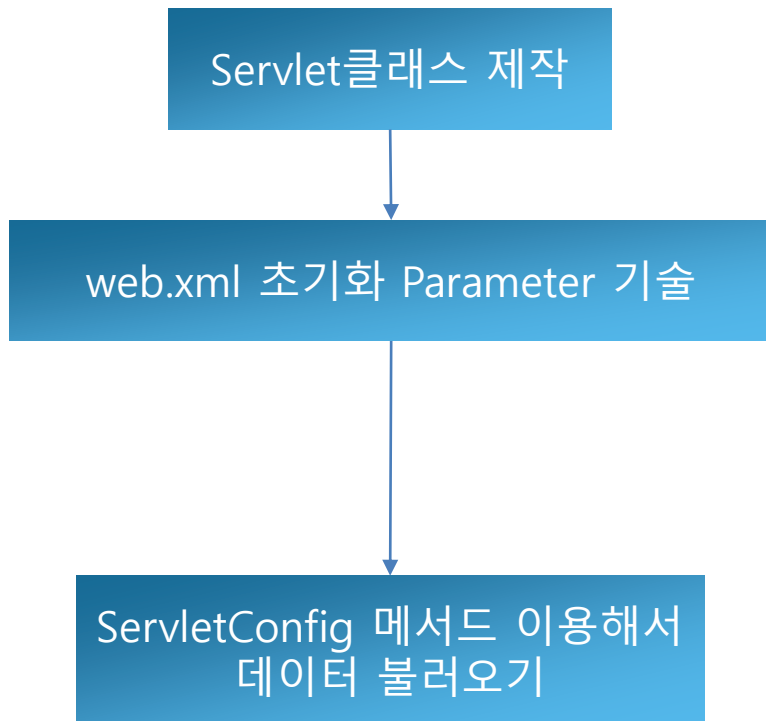 Servlet클래스 제작
web.xml 초기화 Parameter 기술
ServletConfig 메서드 이용해서
데이터 불러오기